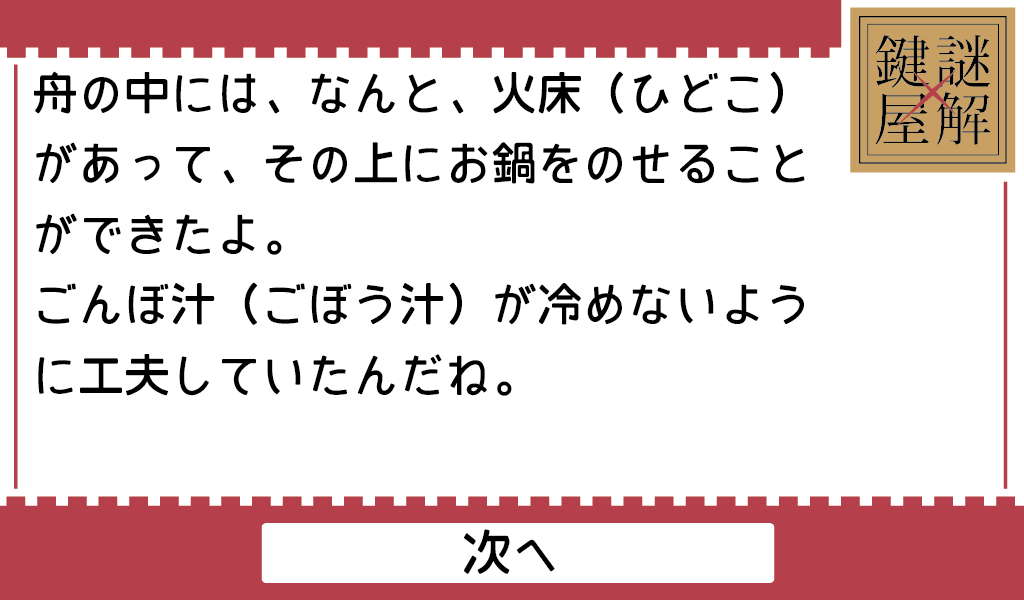 舟の中には、なんと、火床（ひどこ）
があって、その上にお鍋をのせること
ができたよ。
ごんぼ汁（ごぼう汁）が冷めないよう
に工夫していたんだね。
謎解
×
鍵屋
次へ